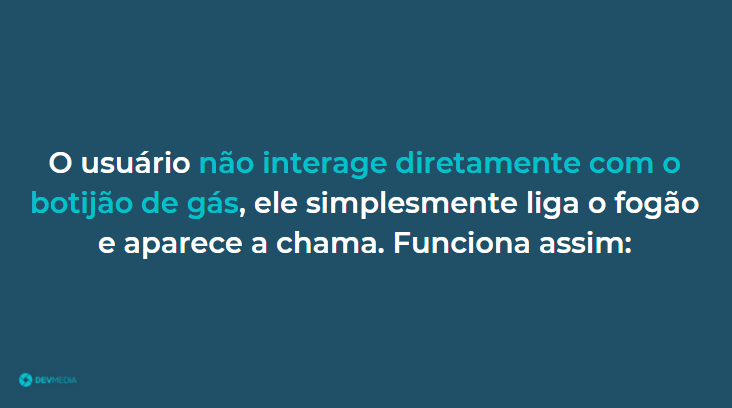 O usuário não interage diretamente com o
botijão de gás, ele simplesmente liga o fogão
e aparece a chama. Funciona assim:
DEVMEDIA